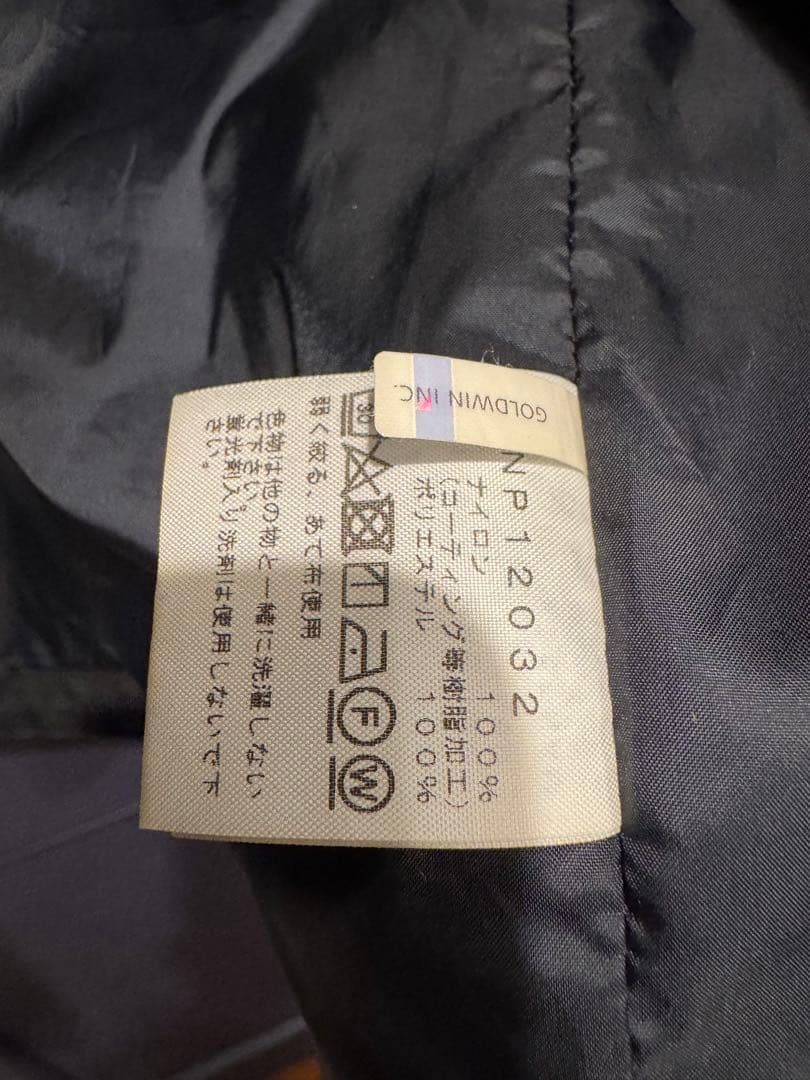 GOLDWIN INC.
NP12032
ナイロン 100%
(コーティング等樹脂加工)
ポリエステル 100%
30
F
W
弱く絞る、あて布使用
色物は他の物と一緒に洗濯しない
で下さい。
蛍光剤入り洗剤は使用しないで下
さい。